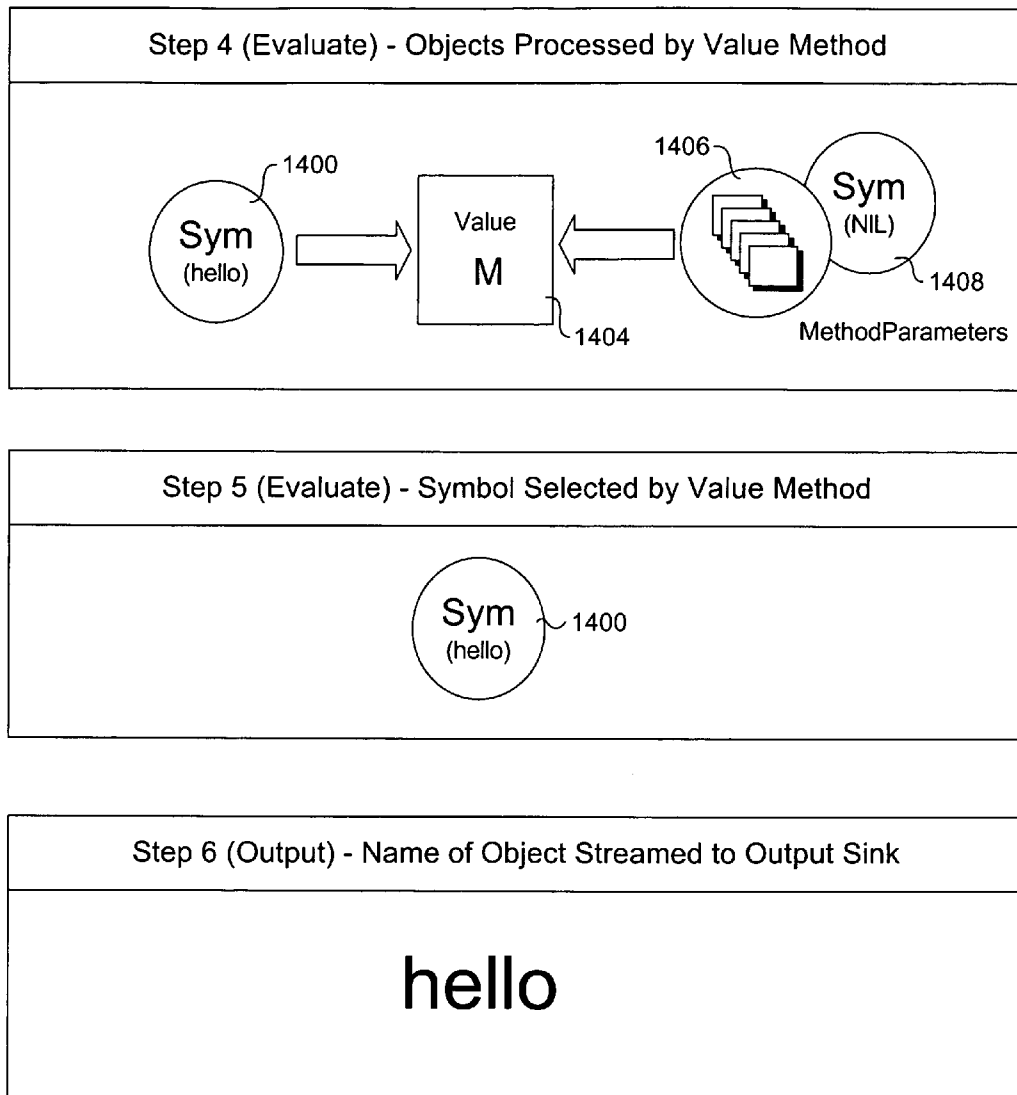 Step 4 (Evaluate) - Objects Processed by Value Method
1400
Sym
(hello)
Value
M
1404
1406
Sym
(NIL)
1408
MethodParameters
Step 5 (Evaluate) - Symbol Selected by Value Method
Sym
(hello)
1400
Step 6 (Output) - Name of Object Streamed to Output Sink
hello